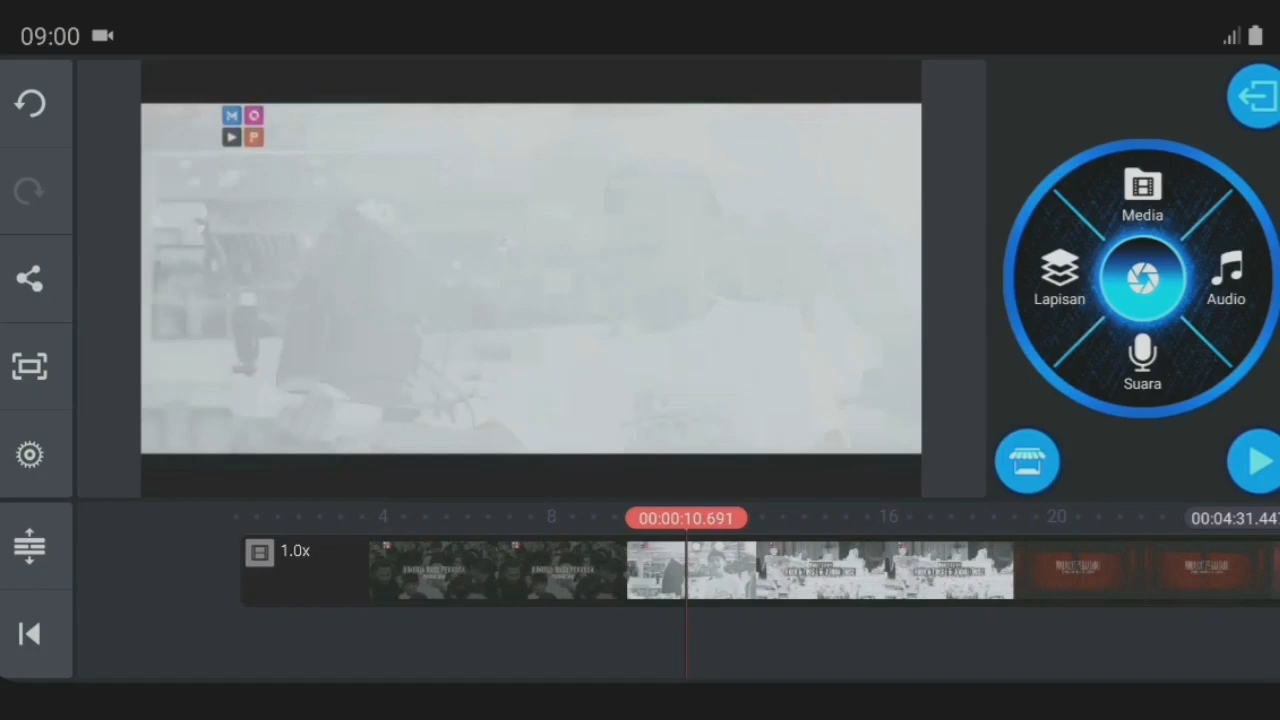 09:00
M O
P
Media
Lapisan
Audio
Suara
4
8
00:00:10.691
16
20
00:04:31.44
1.0x